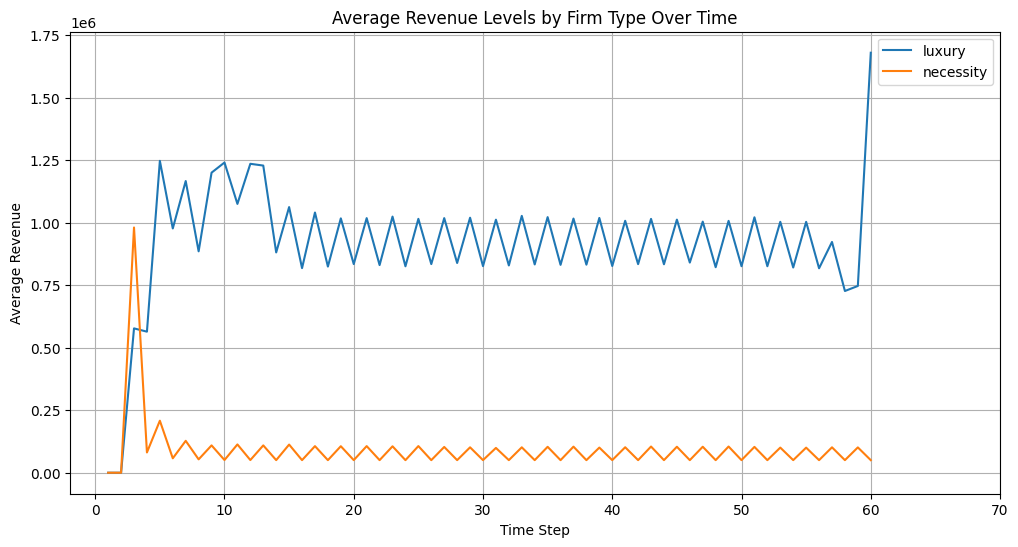 Average Revenue Levels by Firm Type Over Time
1e6
1.75
1.50
1.25
1.00
0.75
0.50
0.25
0.00
Average Revenue
luxury
necessity
0 10 20 30 40 50 60 70
Time Step